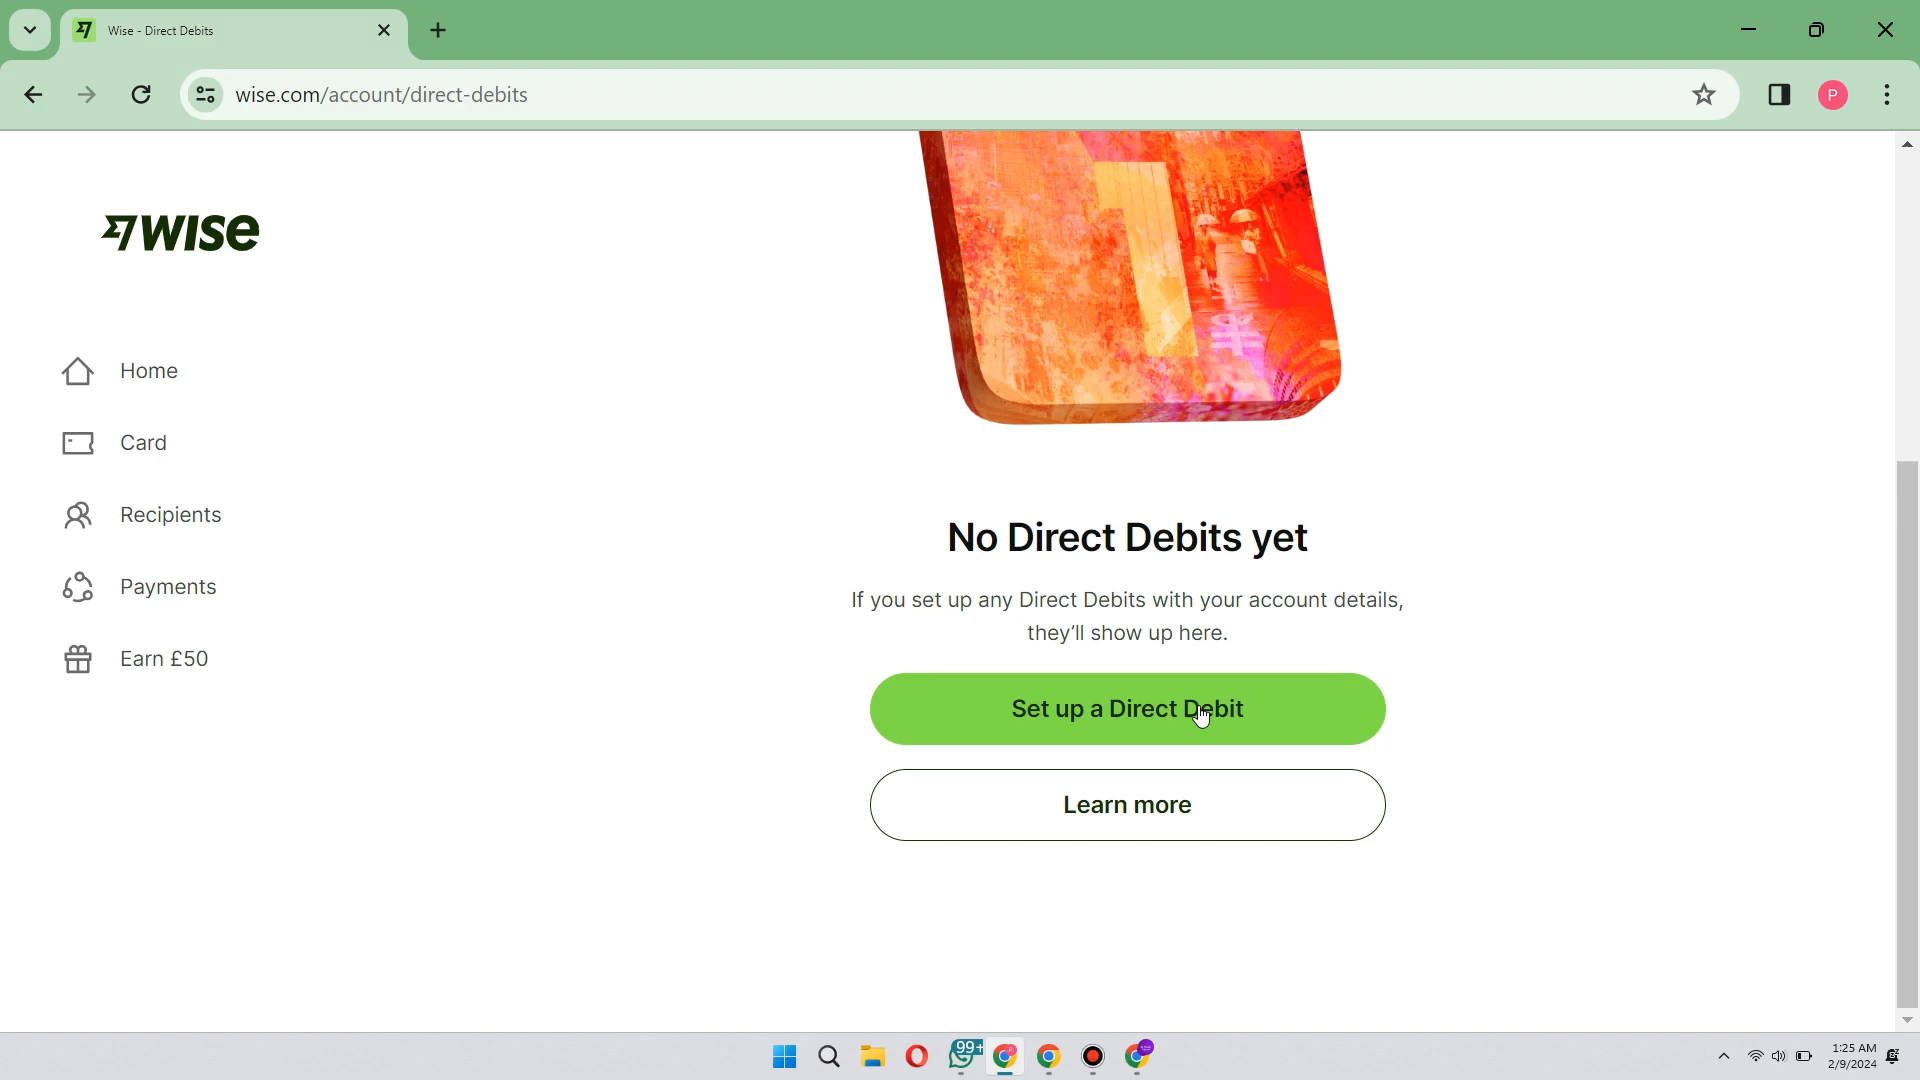 Wise - Direct Debits
wise.com/account/direct-debits
P
WISE
1
Home
Card
Recipients
Payments
Earn £50
No Direct Debits yet
If you set up any Direct Debits with your account details,
they'll show up here.
Set up a Direct Debit
Learn more
99+
1:25 AM
2/9/2024